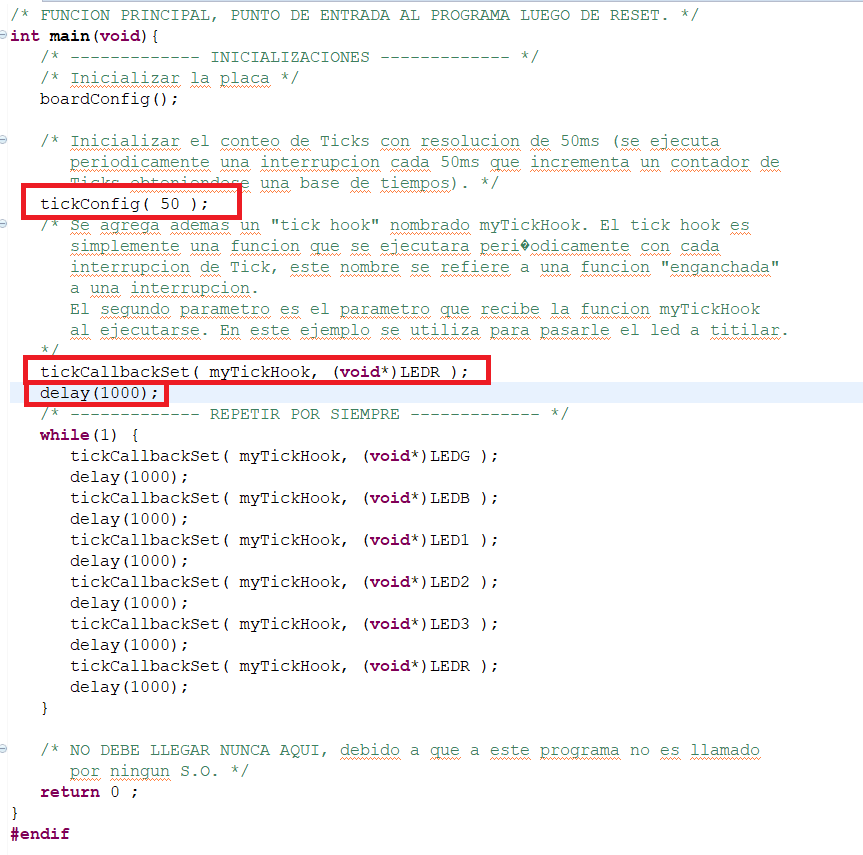 /* FUNCION PRINCIPAL, PUNTO DE ENTRADA AL PROGRAMA LUEGO DE RESET. */
int main(void){
/* ------------- INICIALIZACIONES ------------- */
/* Inicializar la placa */
boardConfig();
/* Inicializar el conteo de Ticks con resolucion de 50ms (se ejecuta
periodicamente una interrupcion cada 50ms que incrementa un contador de
Ticks obteniendose una base de tiempos). */
tickConfig( 50 );
/* Se agrega ademas un "tick hook" nombrado myTickHook. El tick hook es
simplemente una funcion que se ejecutara peri�odicamente con cada
interrupcion de Tick, este nombre se refiere a una funcion "enganchada"
a una interrupcion.
El segundo parametro es el parametro que recibe la funcion myTickHook
al ejecutarse. En este ejemplo se utiliza para pasarle el led a titilar.
*/
tickCallbackSet( myTickHook, (void*)LEDR );
delay(1000);
/* ------------- REPETIR POR SIEMPRE ------------- */
while(1) {
tickCallbackSet( myTickHook, (void*)LEDG );
delay(1000);
tickCallbackSet( myTickHook, (void*)LEDB );
delay(1000);
tickCallbackSet( myTickHook, (void*)LED1 );
delay(1000);
tickCallbackSet( myTickHook, (void*)LED2 );
delay(1000);
tickCallbackSet( myTickHook, (void*)LED3 );
delay(1000);
tickCallbackSet( myTickHook, (void*)LEDR );
delay(1000);
}
/* NO DEBE LLEGAR NUNCA AQUI, debido a que a este programa no es llamado
por ningun S.O. */
return 0 ;
}
#endif